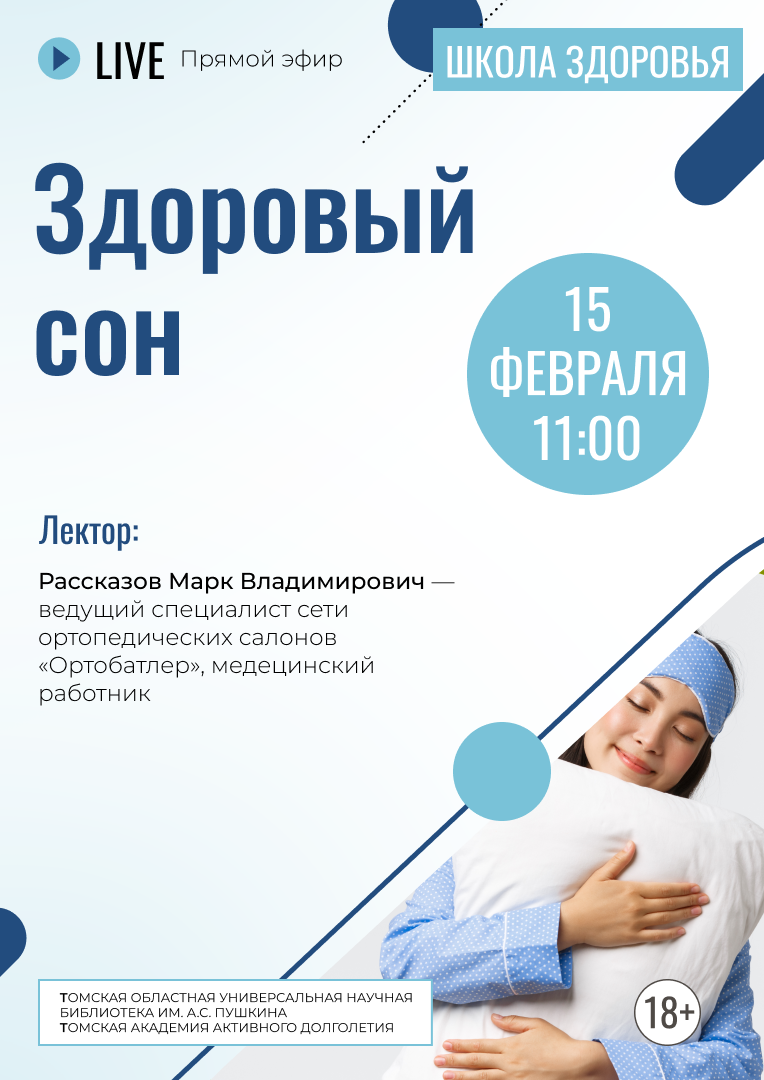 LIVE Прямой эфир
ШКОЛА ЗДОРОВЬЯ
Здоровый
сон
15
ФЕВРАЛЯ
11:00
Лектор:
Рассказов Марк Владимирович —
ведущий специалист сети
ортопедических салонов
«Ортобатлер», медецинский
работник
ТОМСКАЯ ОБЛАСТНАЯ УНИВЕРСАЛЬНАЯ НАУЧНАЯ
БИБЛИОТЕКА ИМ. А.С. ПУШКИНА
ТОМСКАЯ АКАДЕМИЯ АКТИВНОГО ДОЛГОЛЕТИЯ
18+